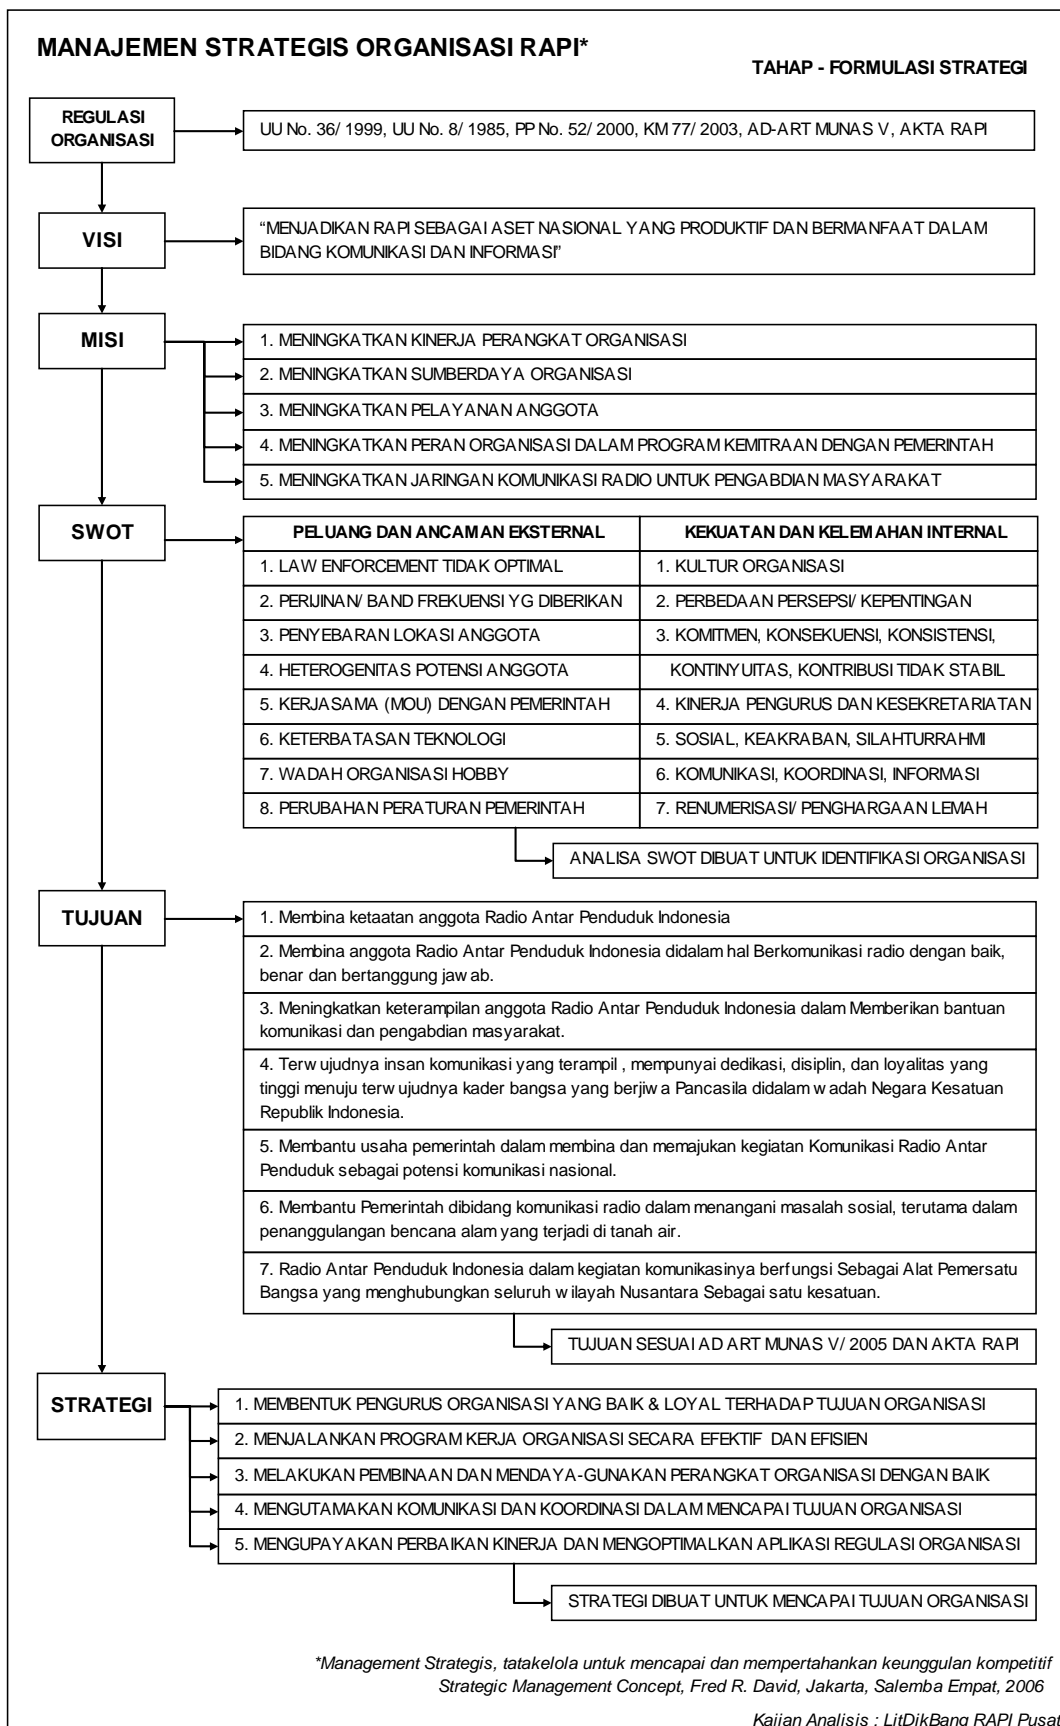 MANAJEMEN STRATEGIS ORGANISASI RAPI*
TAHAP - FORMULASI STRATEGI
REGULASI
ORGANISASI
UU No. 36/ 1999, UU No. 8/ 1985, PP No. 52/ 2000, KM 77/ 2003, AD-ART MUNAS V, AKTA RAPI
VISI
“MENJADIKAN RAPI SEBAGAI ASET NASIONAL YANG PRODUKTIF DAN BERMANFAAT DALAM
BIDANG KOMUNIKASI DAN INFORMASI”
MISI
1. MENINGKATKAN KINERJA PERANGKAT ORGANISASI
2. MENINGKATKAN SUMBERDAYA ORGANISASI
3. MENINGKATKAN PELAYANAN ANGGOTA
4. MENINGKATKAN PERAN ORGANISASI DALAM PROGRAM KEMITRAAN DENGAN PEMERINTAH
5. MENINGKATKAN JARINGAN KOMUNIKASI RADIO UNTUK PENGABDIAN MASYARAKAT
SWOT
PELUANG DAN ANCAMAN EKSTERNAL
1. LAW ENFORCEMENT TIDAK OPTIMAL
2. PERIJINAN/ BAND FREKUENSI YG DIBERIKAN
3. PENYEBARAN LOKASI ANGGOTA
4. HETEROGENITAS POTENSI ANGGOTA
5. KERJASAMA (MOU) DENGAN PEMERINTAH
6. KETERBATASAN TEKNOLOGI
7. WADAH ORGANISASI HOBBY
8. PERUBAHAN PERATURAN PEMERINTAH
KEKUATAN DAN KELEMAHAN INTERNAL
1. KULTUR ORGANISASI
2. PERBEDAAN PERSEPSI/ KEPENTINGAN
3. KOMITMEN, KONSEKUENSI, KONSISTENSI,
KONTINYUITAS, KONTRIBUSI TIDAK STABIL
4. KINERJA PENGURUS DAN KESEKRETARIATAN
5. SOSIAL, KEAKRABAN, SILAHTURRAHMI
6. KOMUNIKASI, KOORDINASI, INFORMASI
7. RENUMERISASI/ PENGHARGAAN LEMAH
ANALISA SWOT DIBUAT UNTUK IDENTIFIKASI ORGANISASI
TUJUAN
1. Membina ketaatan anggota Radio Antar Penduduk Indonesia
2. Membina anggota Radio Antar Penduduk Indonesia didalam hal Berkomunikasi radio dengan baik,
benar dan bertanggung jawab.
3. Meningkatkan keterampilan anggota Radio Antar Penduduk Indonesia dalam Memberikan bantuan
komunikasi dan pengabdian masyarakat.
4. Terwujudnya insan komunikasi yang terampil , mempunyai dedikasi, disiplin, dan loyalitas yang
tinggi menuju terwujudnya kader bangsa yang berjiwa Pancasila didalam wadah Negara Kesatuan
Republik Indonesia.
5. Membantu usaha pemerintah dalam membina dan memajukan kegiatan Komunikasi Radio Antar
Penduduk sebagai potensi komunikasi nasional.
6. Membantu Pemerintah dibidang komunikasi radio dalam menangani masalah sosial, terutama dalam
penanggulangan bencana alam yang terjadi di tanah air.
7. Radio Antar Penduduk Indonesia dalam kegiatan komunikasinya berfungsi Sebagai Alat Pemersatu
Bangsa yang menghubungkan seluruh wilayah Nusantara Sebagai satu kesatuan.
TUJUAN SESUAI AD ART MUNAS V/ 2005 DAN AKTA RAPI
STRATEGI
1. MEMBENTUK PENGURUS ORGANISASI YANG BAIK & LOYAL TERHADAP TUJUAN ORGANISASI
2. MENJALANKAN PROGRAM KERJA ORGANISASI SECARA EFEKTIF DAN EFISIEN
3. MELAKUKAN PEMBINAAN DAN MENDAYA-GUNAKAN PERANGKAT ORGANISASI DENGAN BAIK
4. MENGUTAMAKAN KOMUNIKASI DAN KOORDINASI DALAM MENCAPAI TUJUAN ORGANISASI
5. MENGUPAYAKAN PERBAIKAN KINERJA DAN MENGOPTIMALKAN APLIKASI REGULASI ORGANISASI
STRATEGI DIBUAT UNTUK MENCAPAI TUJUAN ORGANISASI
*Management Strategis, tatakelola untuk mencapai dan mempertahankan keunggulan kompetitif
Strategic Management Concept, Fred R. David, Jakarta, Salemba Empat, 2006
Kajian Analisis : LitDikBang RAPI Pusat